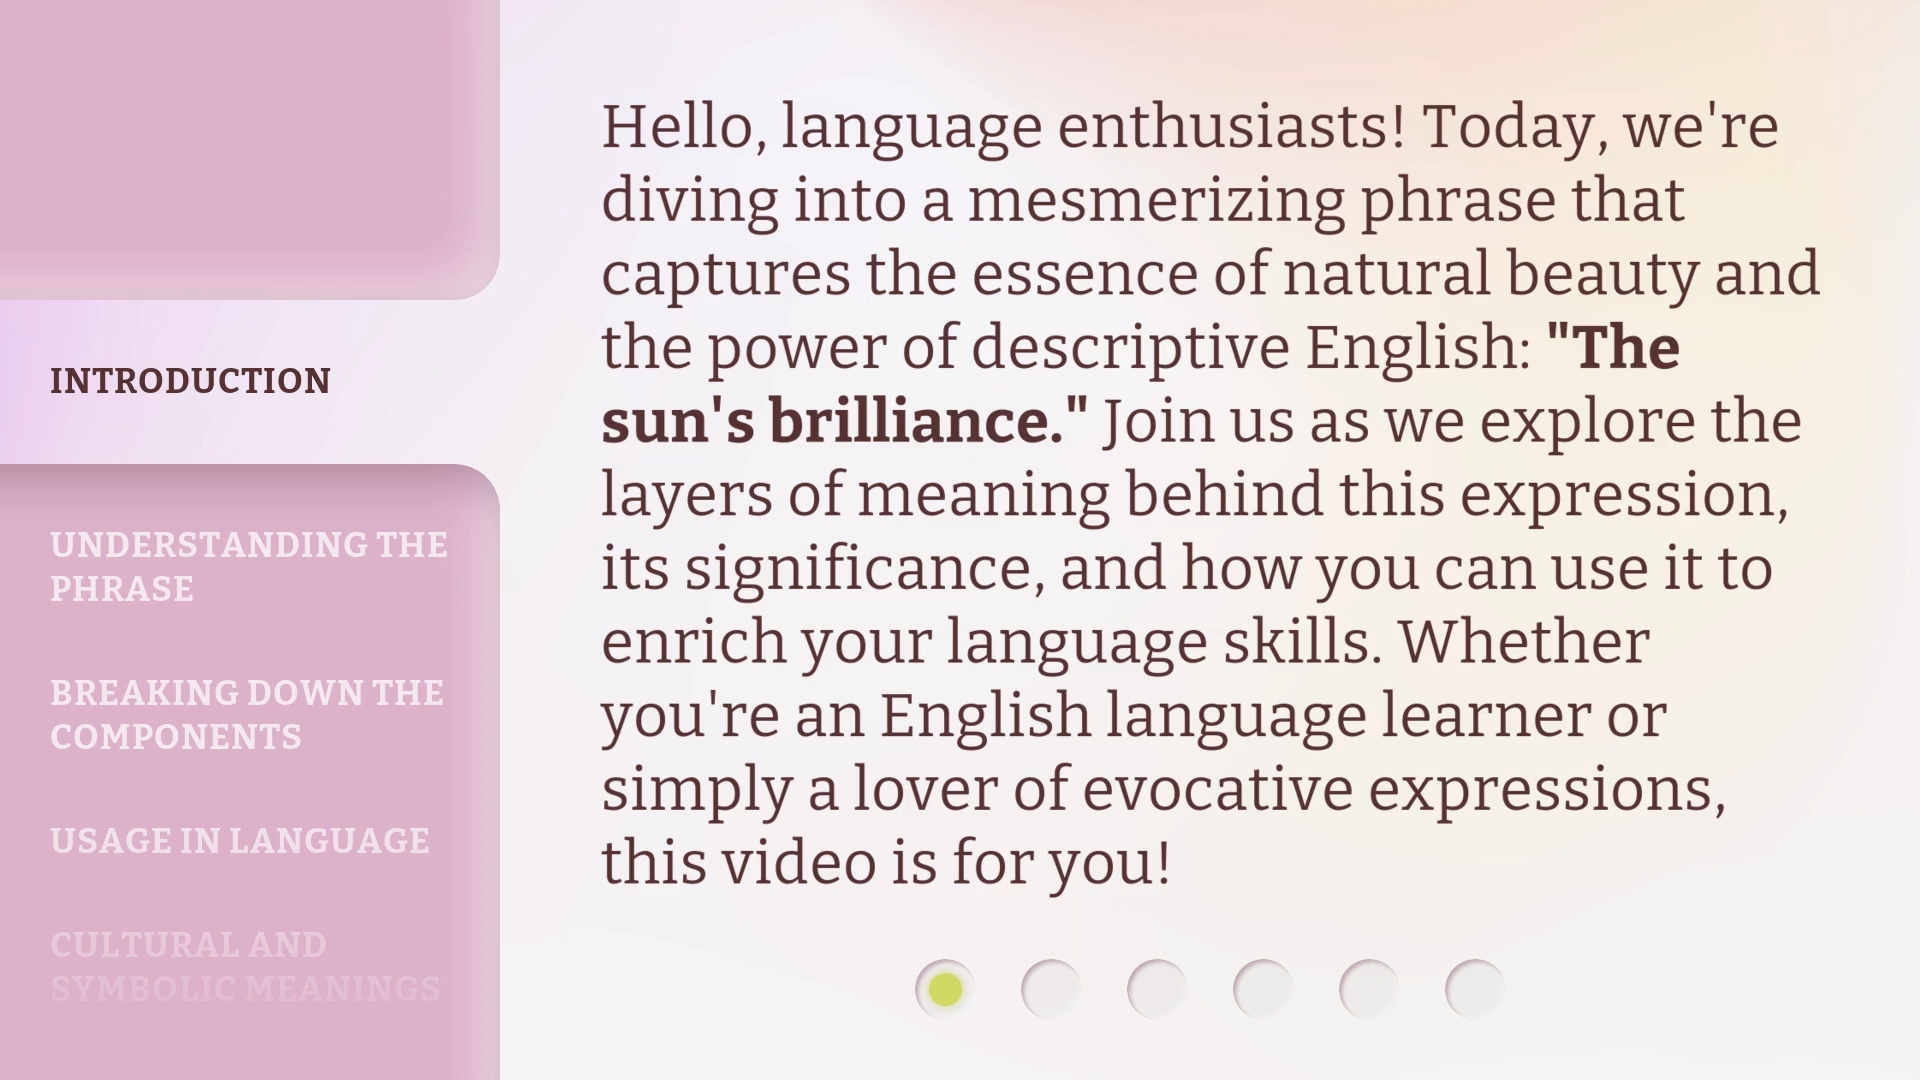 INTRODUCTION
UNDERSTANDING THE
PHRASE
BREAKING DOWN THE
COMPONENTS
USAGE IN LANGUAGE
CULTURAL AND
SYMBOLIC MEANINGS
Hello, language enthusiasts! Today, we're
diving into a mesmerizing phrase that
captures the essence of natural beauty and
the power of descriptive English: "The
sun's brilliance." Join us as we explore the
layers of meaning behind this expression,
its significance, and how you can use it to
enrich your language skills. Whether
you're an English language learner or
simply a lover of evocative expressions,
this video is for you!